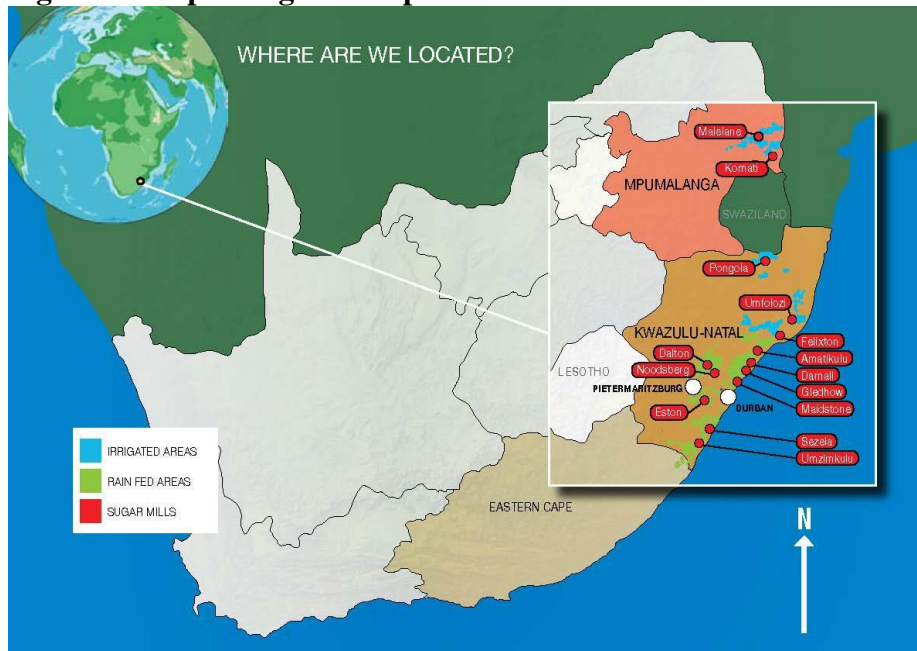 WHERE ARE WE LOCATED?
Malelane
Komati
MPUMALANGA
SWAZILAND
Pongola
Umfolozi
KWAZULU-NATAL
Felixton
Amatikulu
Dalton
Darnall
Noodsberg
Gledhow
LESOTHO
PIETERMARITZBURG
Maidstone
DURBAN
Eston
Sezela
Umzimkulu
IRRIGATED AREAS
RAIN FED AREAS
SUGAR MILLS
EASTERN CAPE
N